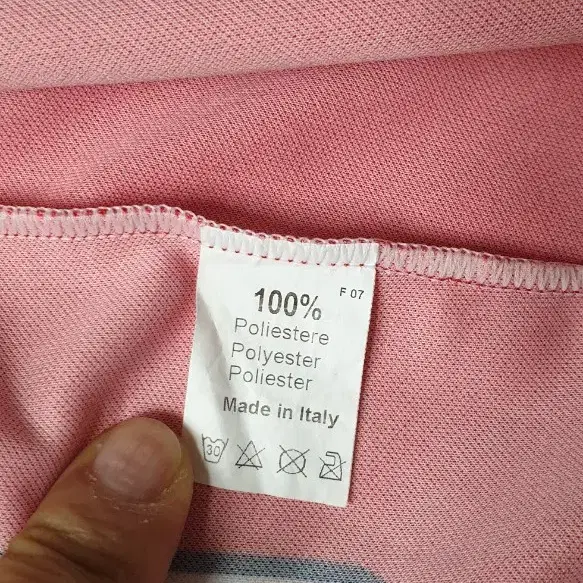 F 07
100%
Poliestere
Polyester
Poliester
Made in Italy
30